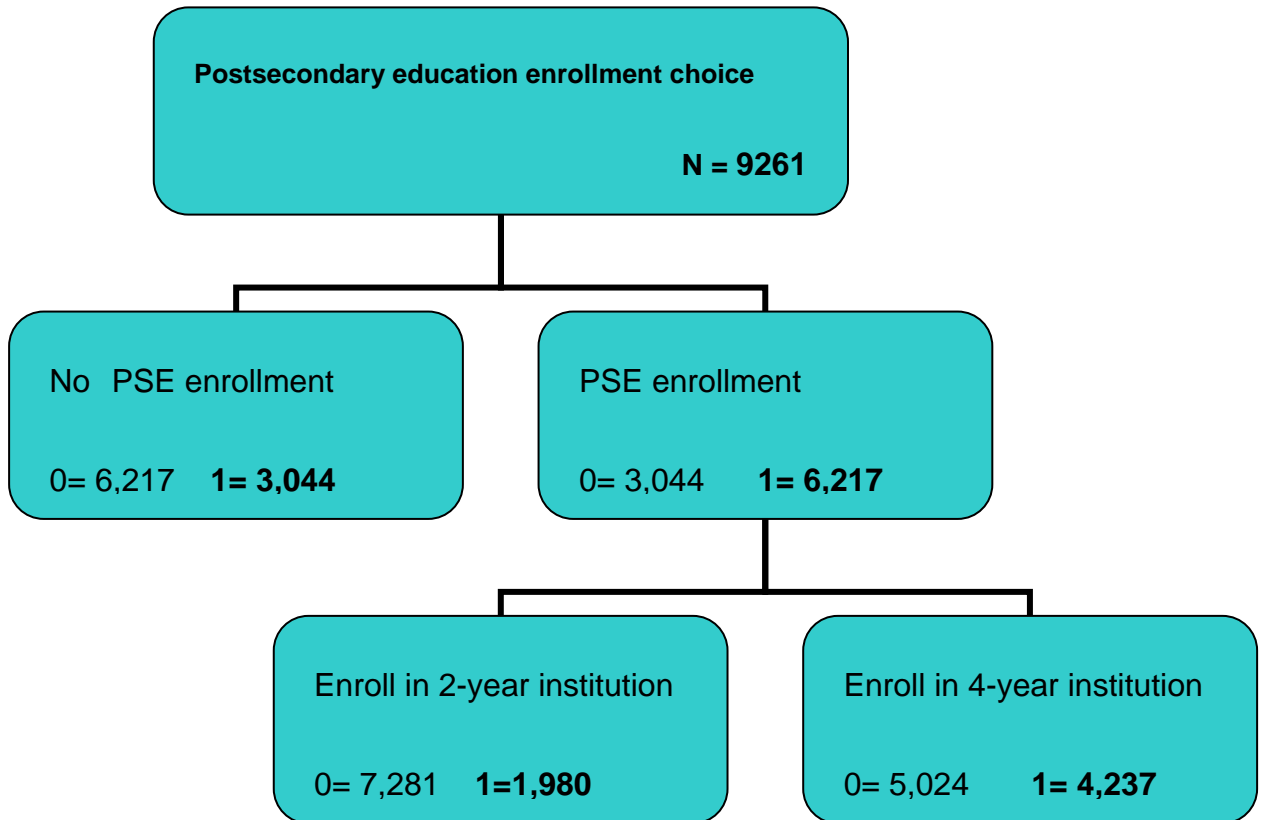 Postsecondary education enrollment choice
N = 9261
No PSE enrollment
0= 6,217 1= 3,044
PSE enrollment
0= 3,044 1= 6,217
Enroll in 2-year institution
0= 7,281 1=1,980
Enroll in 4-year institution
0= 5,024 1= 4,237